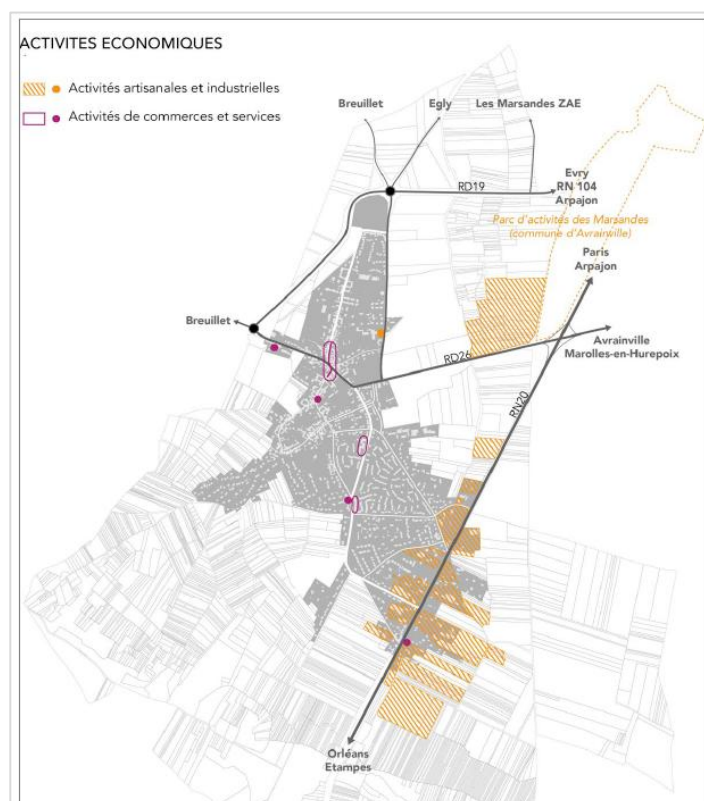 ACTIVITES ECONOMIQUES
Activités artisanales et industrielles
Activités de commerces et services
Breuillet
Egly
Les Marsandes ZAE
RD19
Evry
RN 104
Arpajon
Parc d'activités des Marsandes
(commune d'Avrainville)
Paris
Arpajon
Breuillet
RD26
Avrainville
Marolles-en-Hurepoix
RN20
Orléans
Etampes